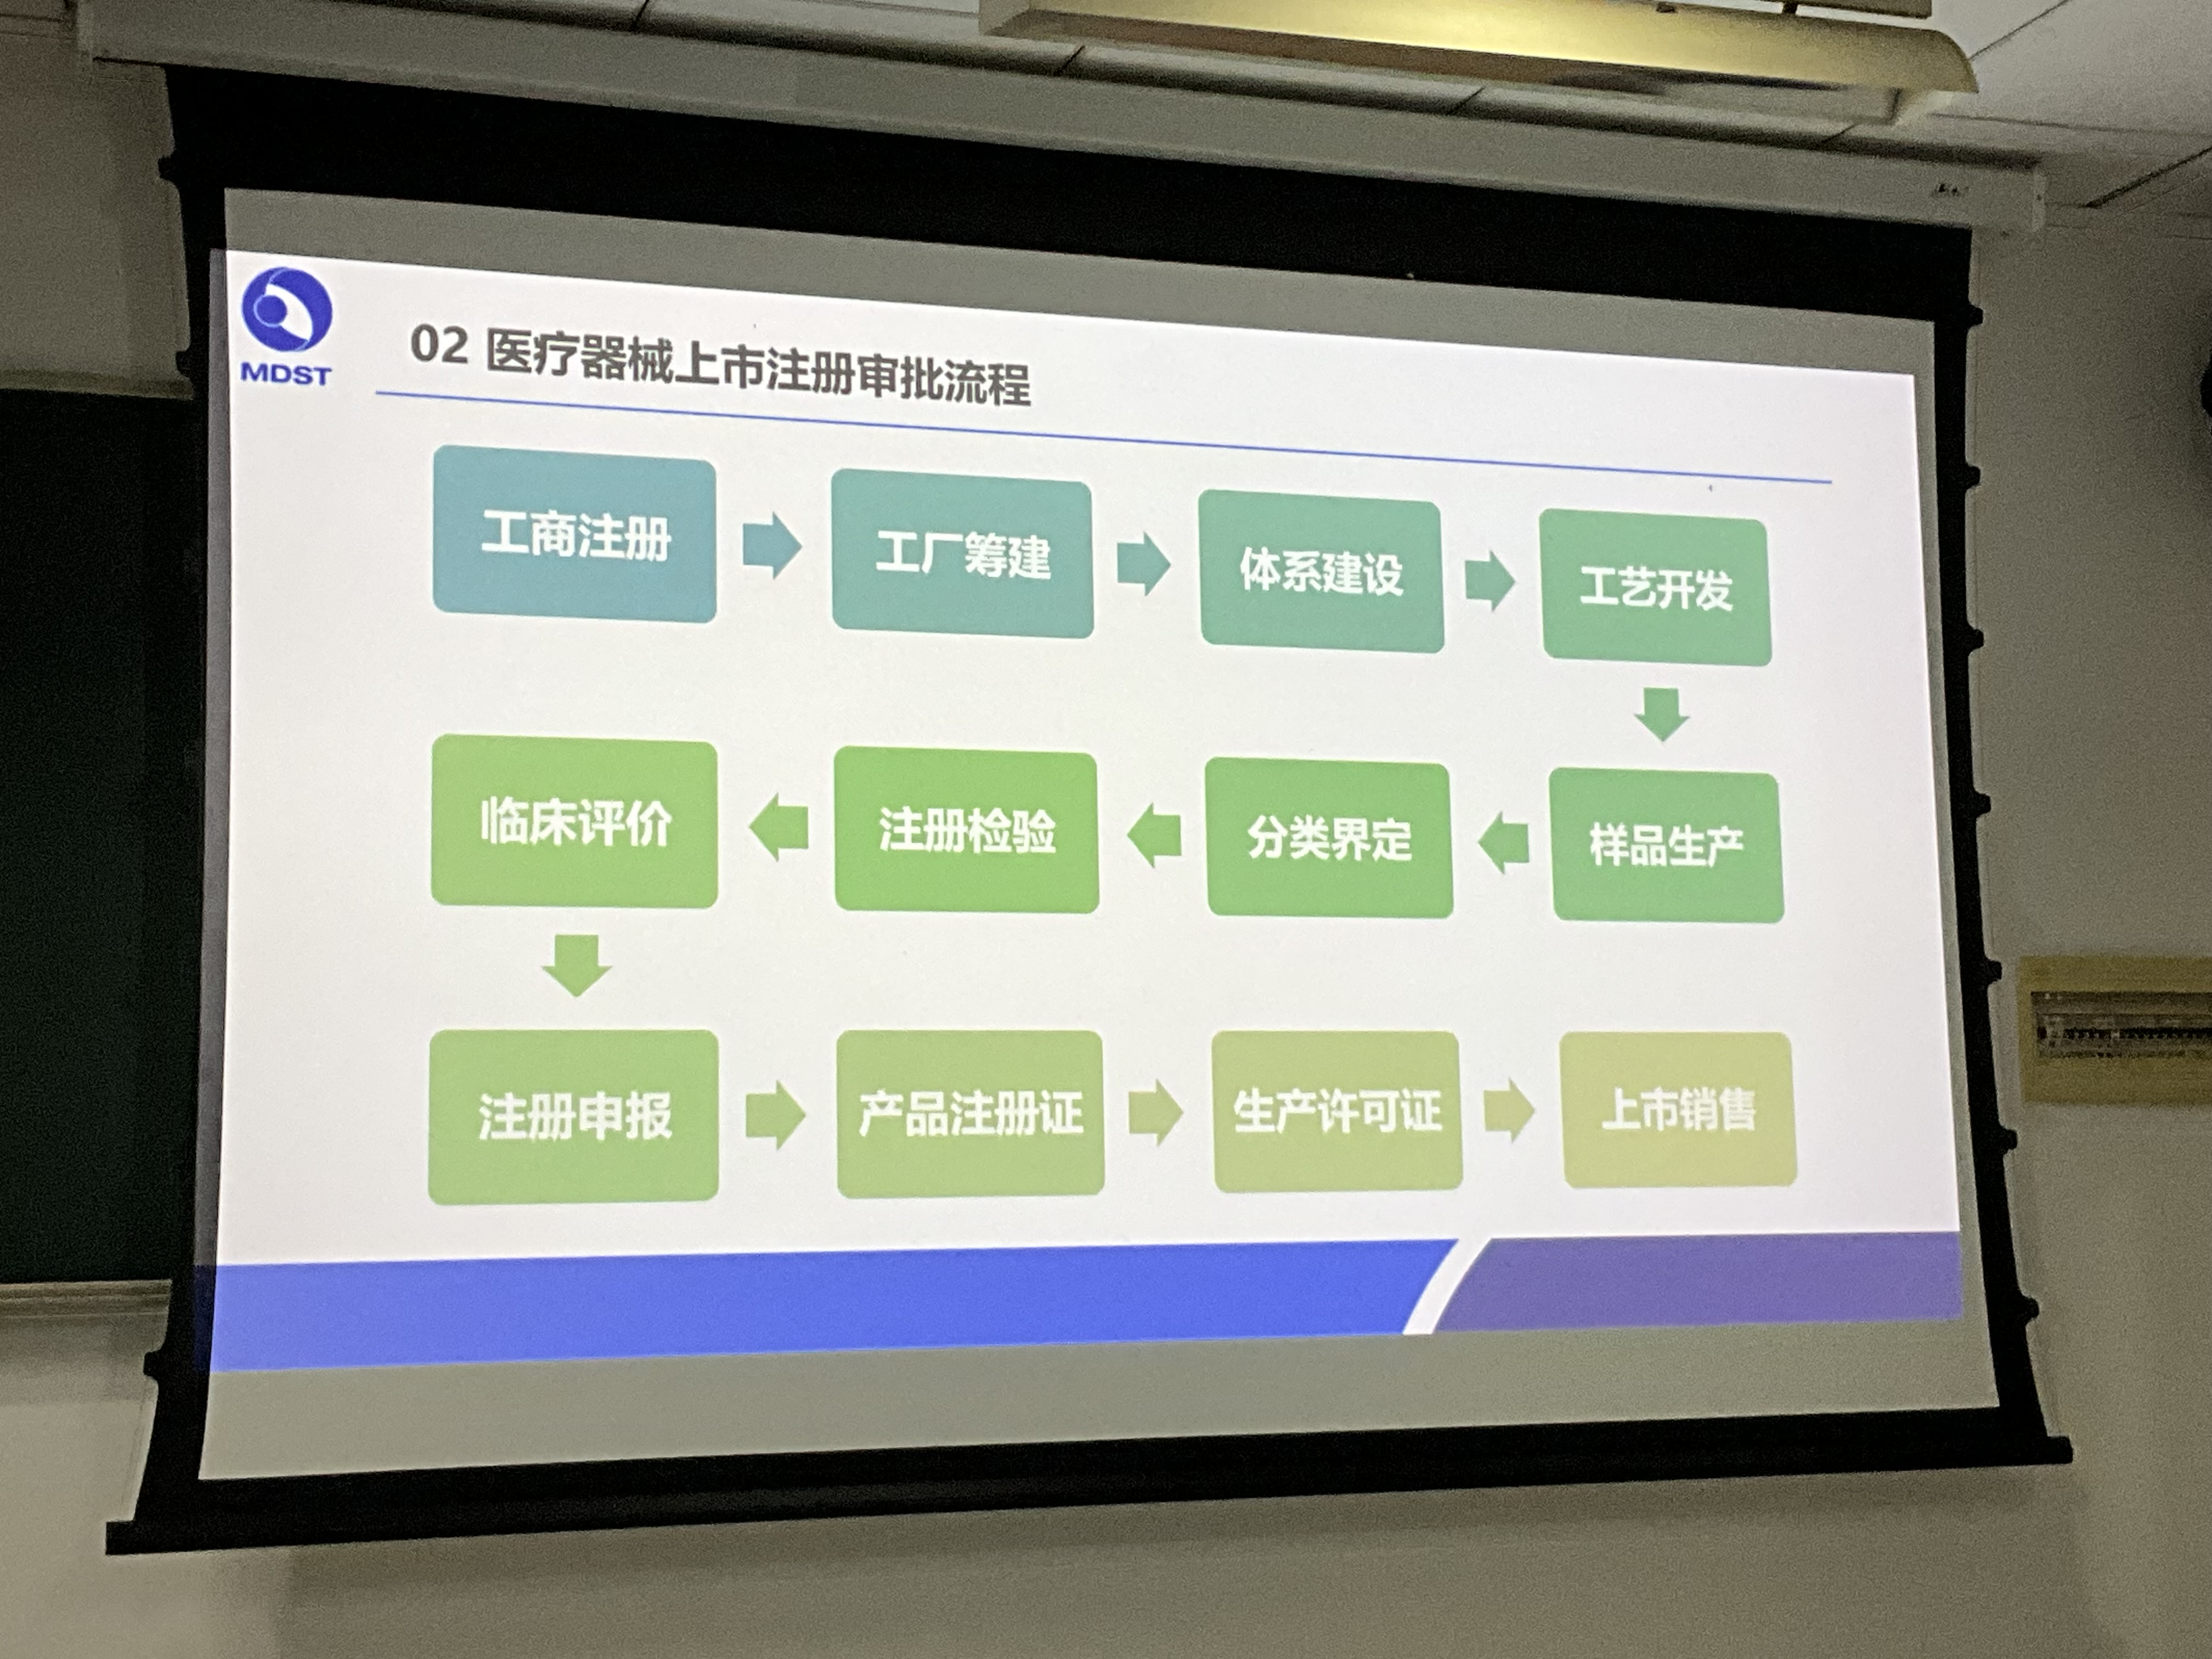 MDST
02 医疗器械上市注册审批流程
工商注册
工厂筹建
体系建设
工艺开发
样品生产
分类界定
注册检验
临床评价
注册申报
产品注册证
生产许可证
上市销售